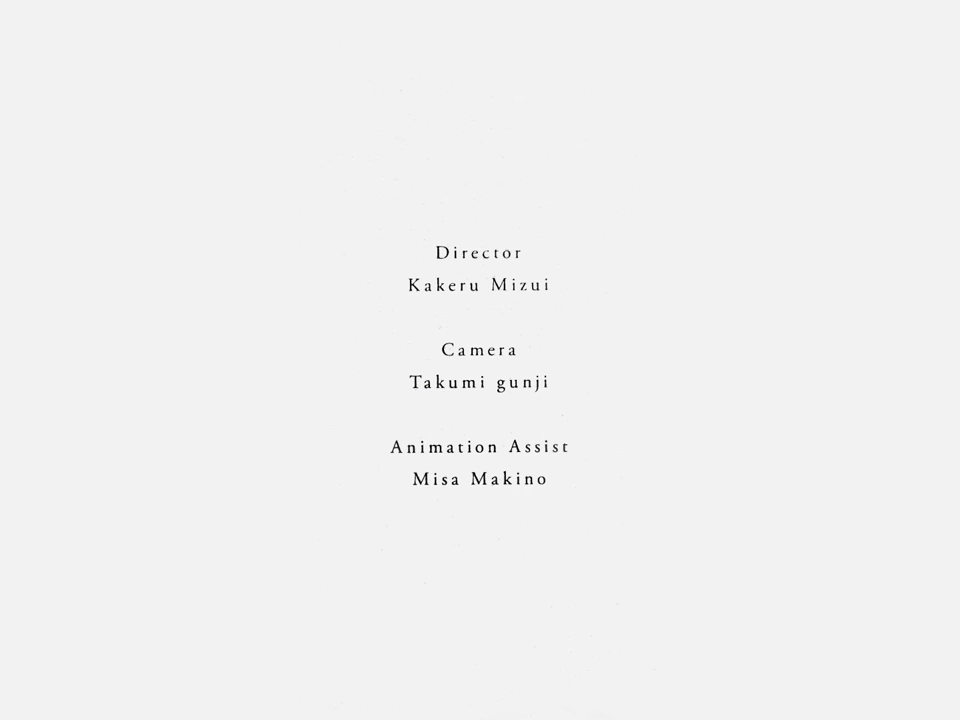 Director
Kakeru Mizui
Camera
Takumi gunji
Animation Assist
Misa Makino